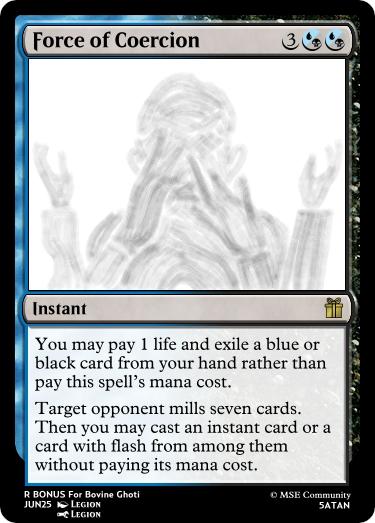 Force of Coercion 3
Instant
You may pay 1 life and exile a blue or
black card from your hand rather than
pay this spell's mana cost.
Target opponent mills seven cards.
Then you may cast an instant card or a
card with flash from among them
without paying its mana cost.
R BONUS For Bovine Ghoti © MSE Community
JUN25 LEGION 5ATAN
LEGION